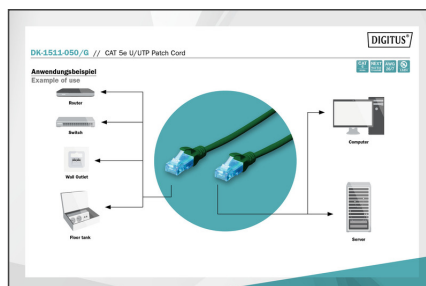 DIGITUS®
DK-1511-050/G // CAT 5e U/UTP Patch Cord
Anwendungsbeispiel
Example of use
Router
Switch
Wall Outlet
Floor tank
Computer
Server